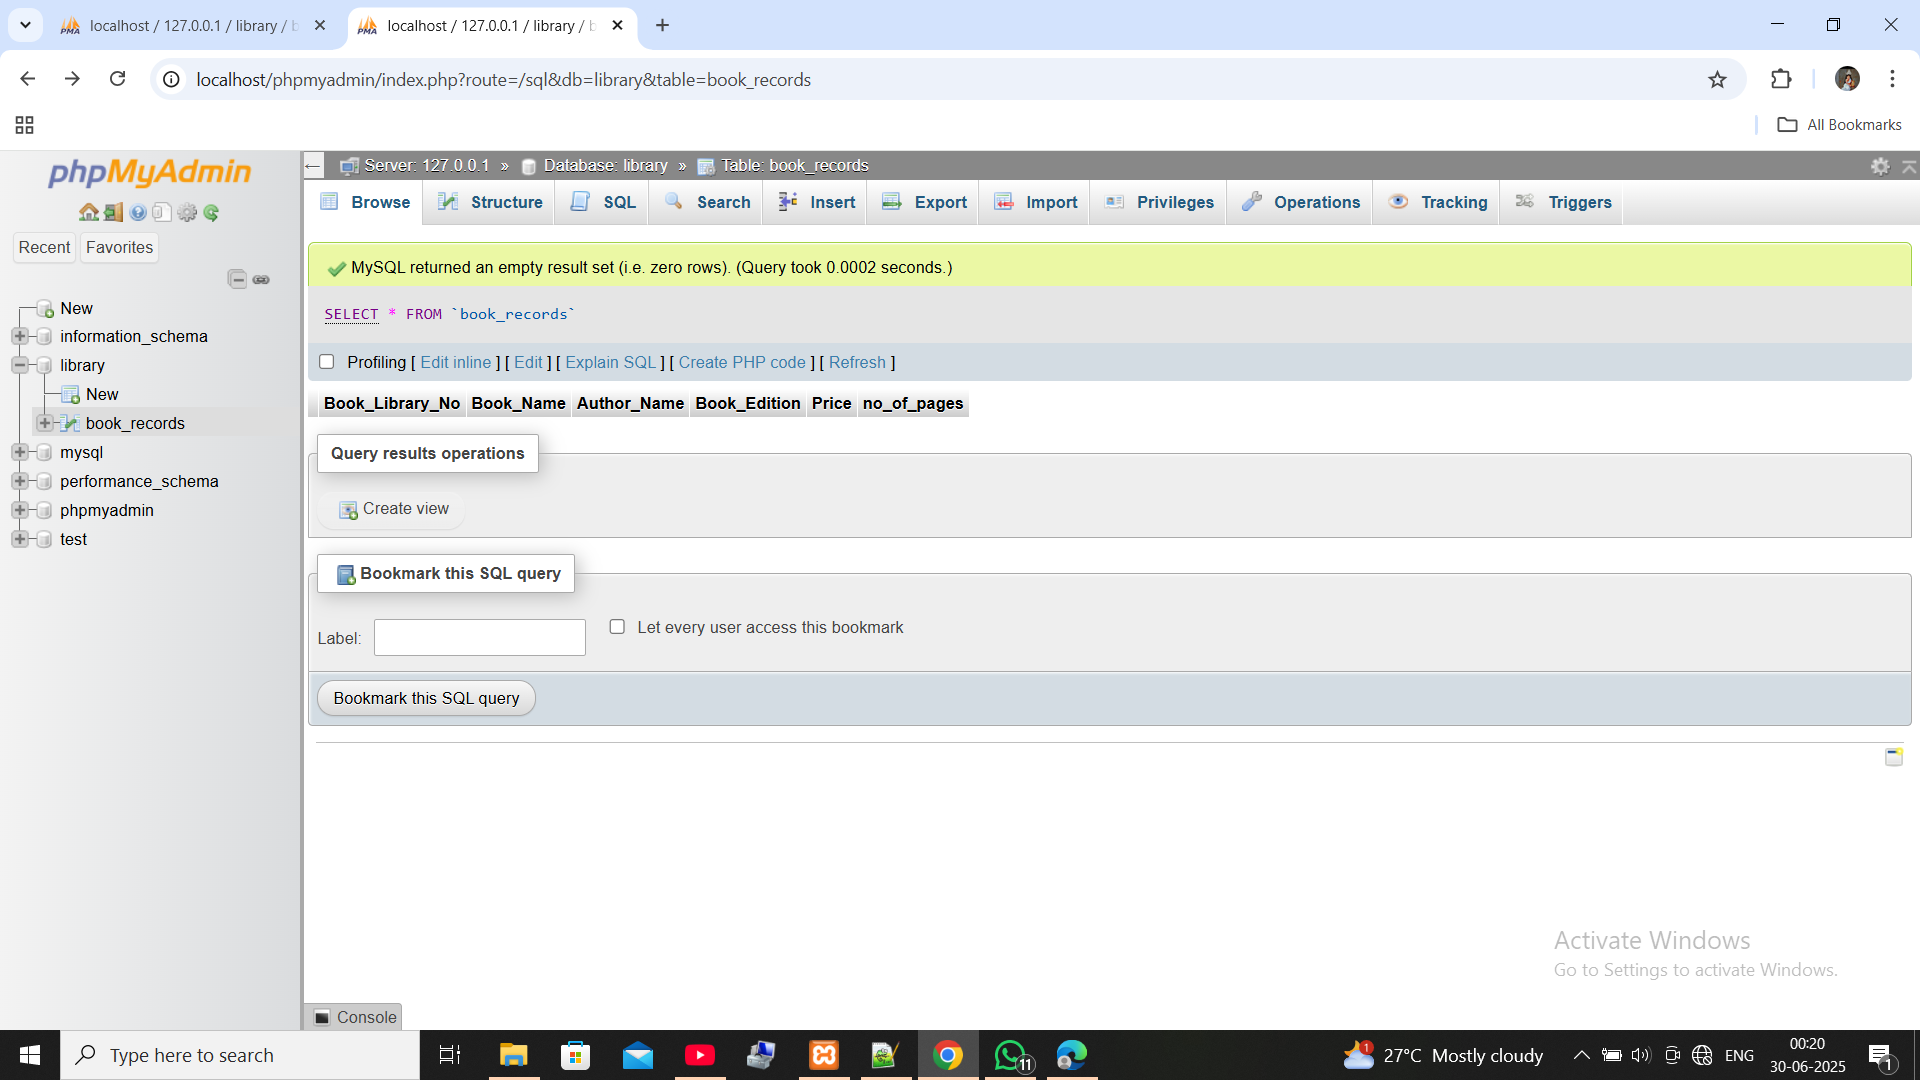 localhost / 127.0.0.1 / library / b
localhost / 127.0.0.1 / library / b
localhost/phpmyadmin/index.php?route=/sql&db=library&table=book_records
All Bookmarks
phpMyAdmin
Recent Favorites
New
information_schema
library
New
book_records
mysql
performance_schema
phpmyadmin
test
Server: 127.0.0.1 » Database: library » Table: book_records
Browse Structure SQL Search Insert Export Import Privileges Operations Tracking Triggers
MySQL returned an empty result set (i.e. zero rows). (Query took 0.0002 seconds.)
SELECT * FROM `book_records`
Profiling [ Edit inline ] [ Edit ] [ Explain SQL ] [ Create PHP code ] [ Refresh ]
Book_Library_No Book_Name Author_Name Book_Edition Price no_of_pages
Query results operations
Create view
Bookmark this SQL query
Label: Let every user access this bookmark
Bookmark this SQL query
Activate Windows
Go to Settings to activate Windows.
Console
Type here to search
11
1
27°C Mostly cloudy
ENG
00:20
30-06-2025
1